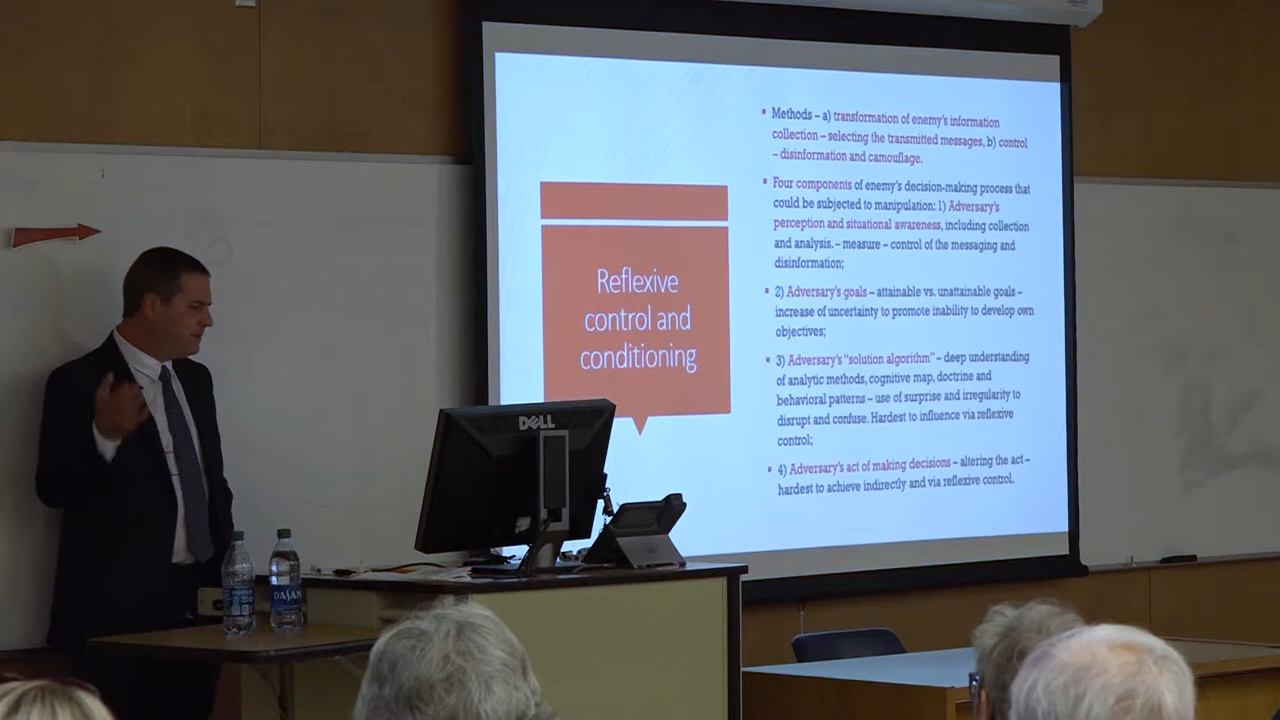 Reflexive
control and
conditioning
Methods – a) transformation of enemy's information
collection – selecting the transmitted messages, b) control
– disinformation and camouflage.
Four components of enemy's decision-making process that
could be subjected to manipulation: 1) Adversary's
perception and situational awareness, including collection
and analysis. – measure – control of the messaging and
disinformation;
2) Adversary's goals – attainable vs. unattainable goals –
increase of uncertainty to promote inability to develop own
objectives;
3) Adversary's "solution algorithm" – deep understanding
of analytic methods, cognitive map, doctrine and
behavioral patterns – use of surprise and irregularity to
disrupt and confuse. Hardest to influence via reflexive
control;
4) Adversary's act of making decisions – altering the act –
hardest to achieve indirectly and via reflexive control.
DELL
DASANI